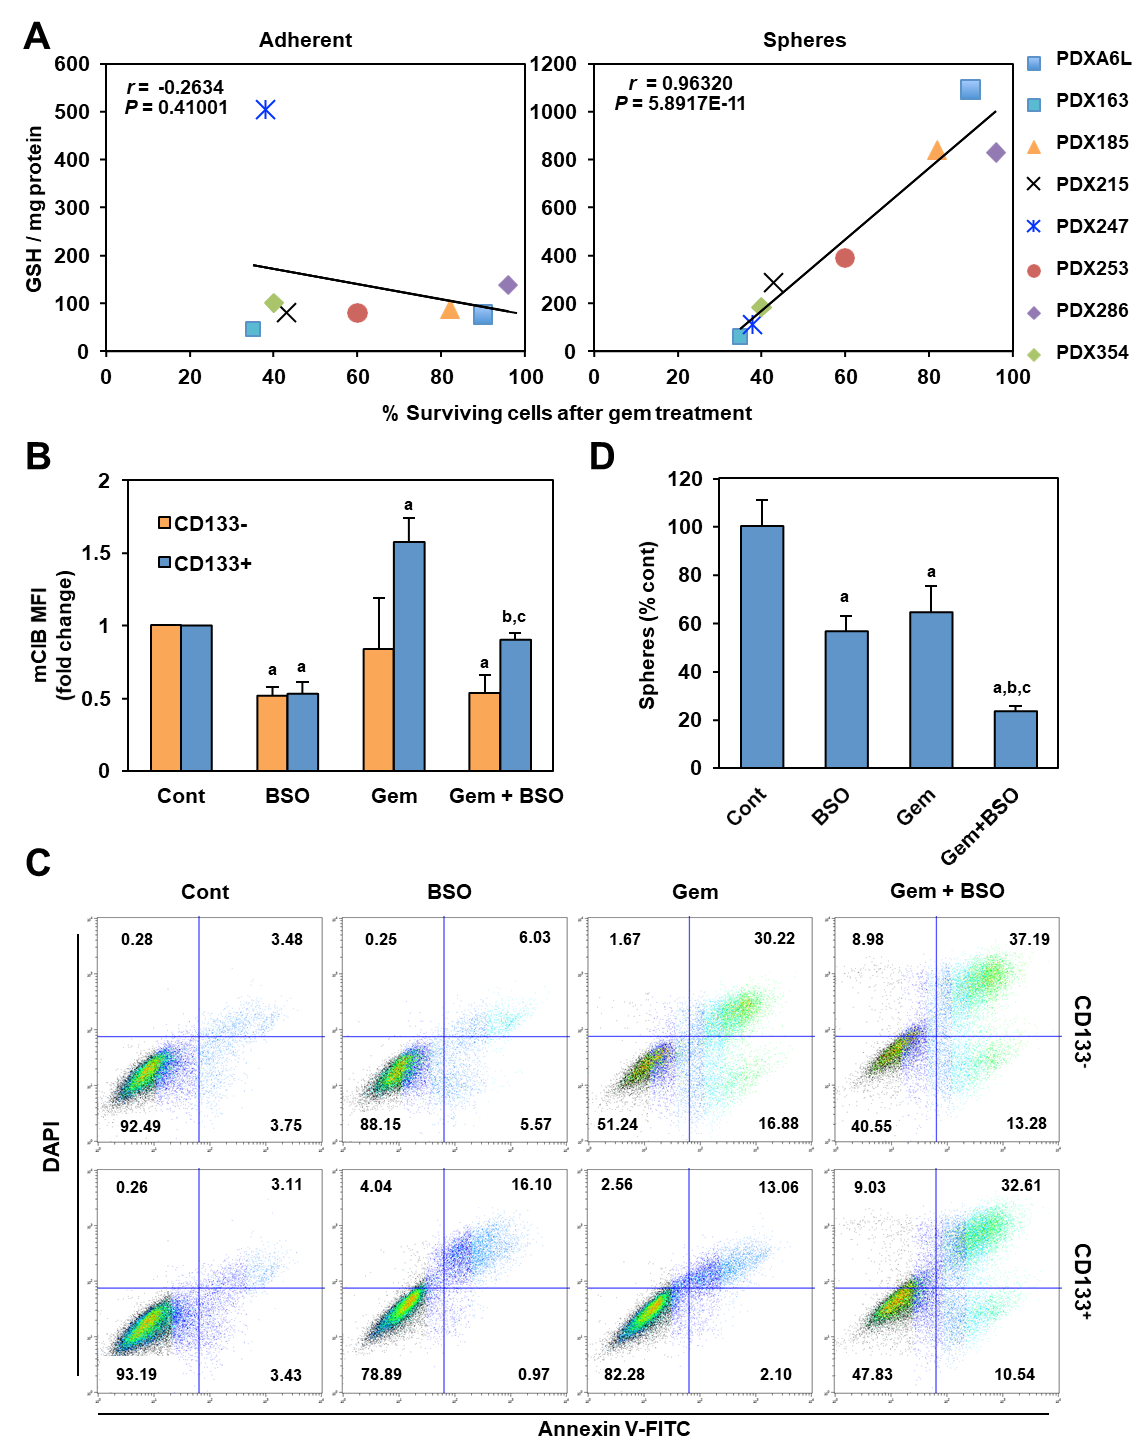 A
Adherent
Spheres
r = -0.2634
P = 0.41001
r = 0.96320
P = 5.8917E-11
600
500
400
300
200
100
0
1200
1000
800
600
400
200
0
GSH / mg protein
0 20 40 60 80 100
0 20 40 60 80 100
% Surviving cells after gem treatment
PDXA6L
PDX163
PDX185
PDX215
PDX247
PDX253
PDX286
PDX354
B
2
1.5
1
0.5
0
mClB MFI
(fold change)
CD133-
CD133+
a
a
a
a
b,c
Cont BSO Gem Gem + BSO
D
120
100
80
60
40
20
0
Spheres (% cont)
a
a
a,b,c
Cont
BSO
Gem
Gem+BSO
C
Cont BSO Gem Gem + BSO
0.28 3.48 0.25 6.03 1.67 30.22 8.98 37.19
92.49 3.75 88.15 5.57 51.24 16.88 40.55 13.28
CD133-
0.26 3.11 4.04 16.10 2.56 13.06 9.03 32.61
93.19 3.43 78.89 0.97 82.28 2.10 47.83 10.54
CD133+
DAPI
Annexin V-FITC